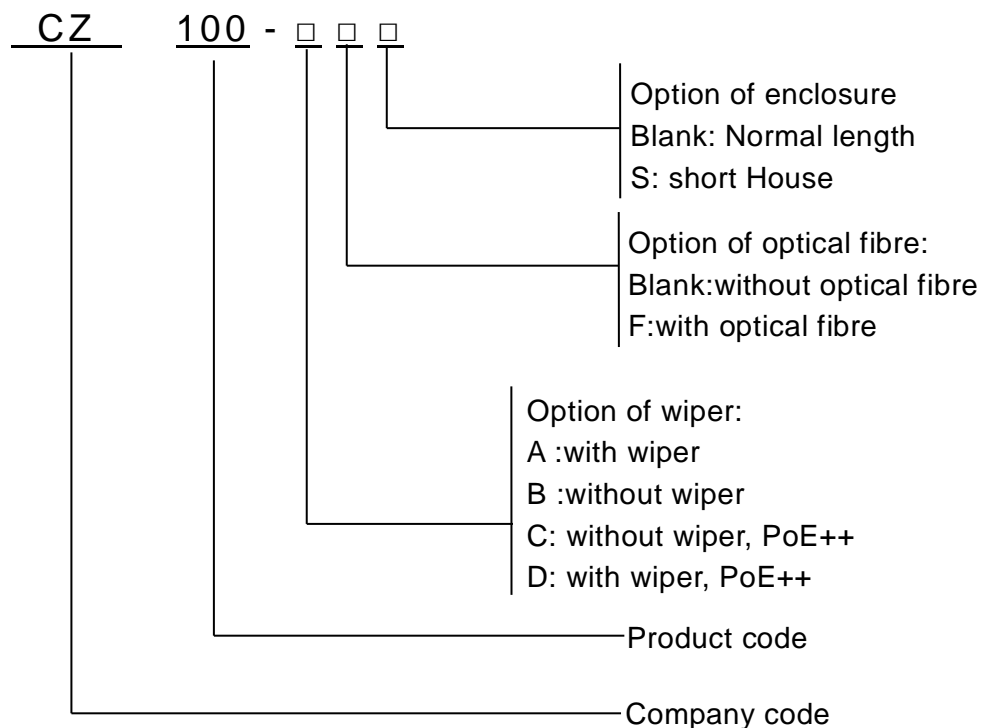 CZ 100 - □ □ □
Option of enclosure
Blank: Normal length
S: short House
Option of optical fibre:
Blank:without optical fibre
F:with optical fibre
Option of wiper:
A :with wiper
B :without wiper
C: without wiper, PoE++
D: with wiper, PoE++
Product code
Company code